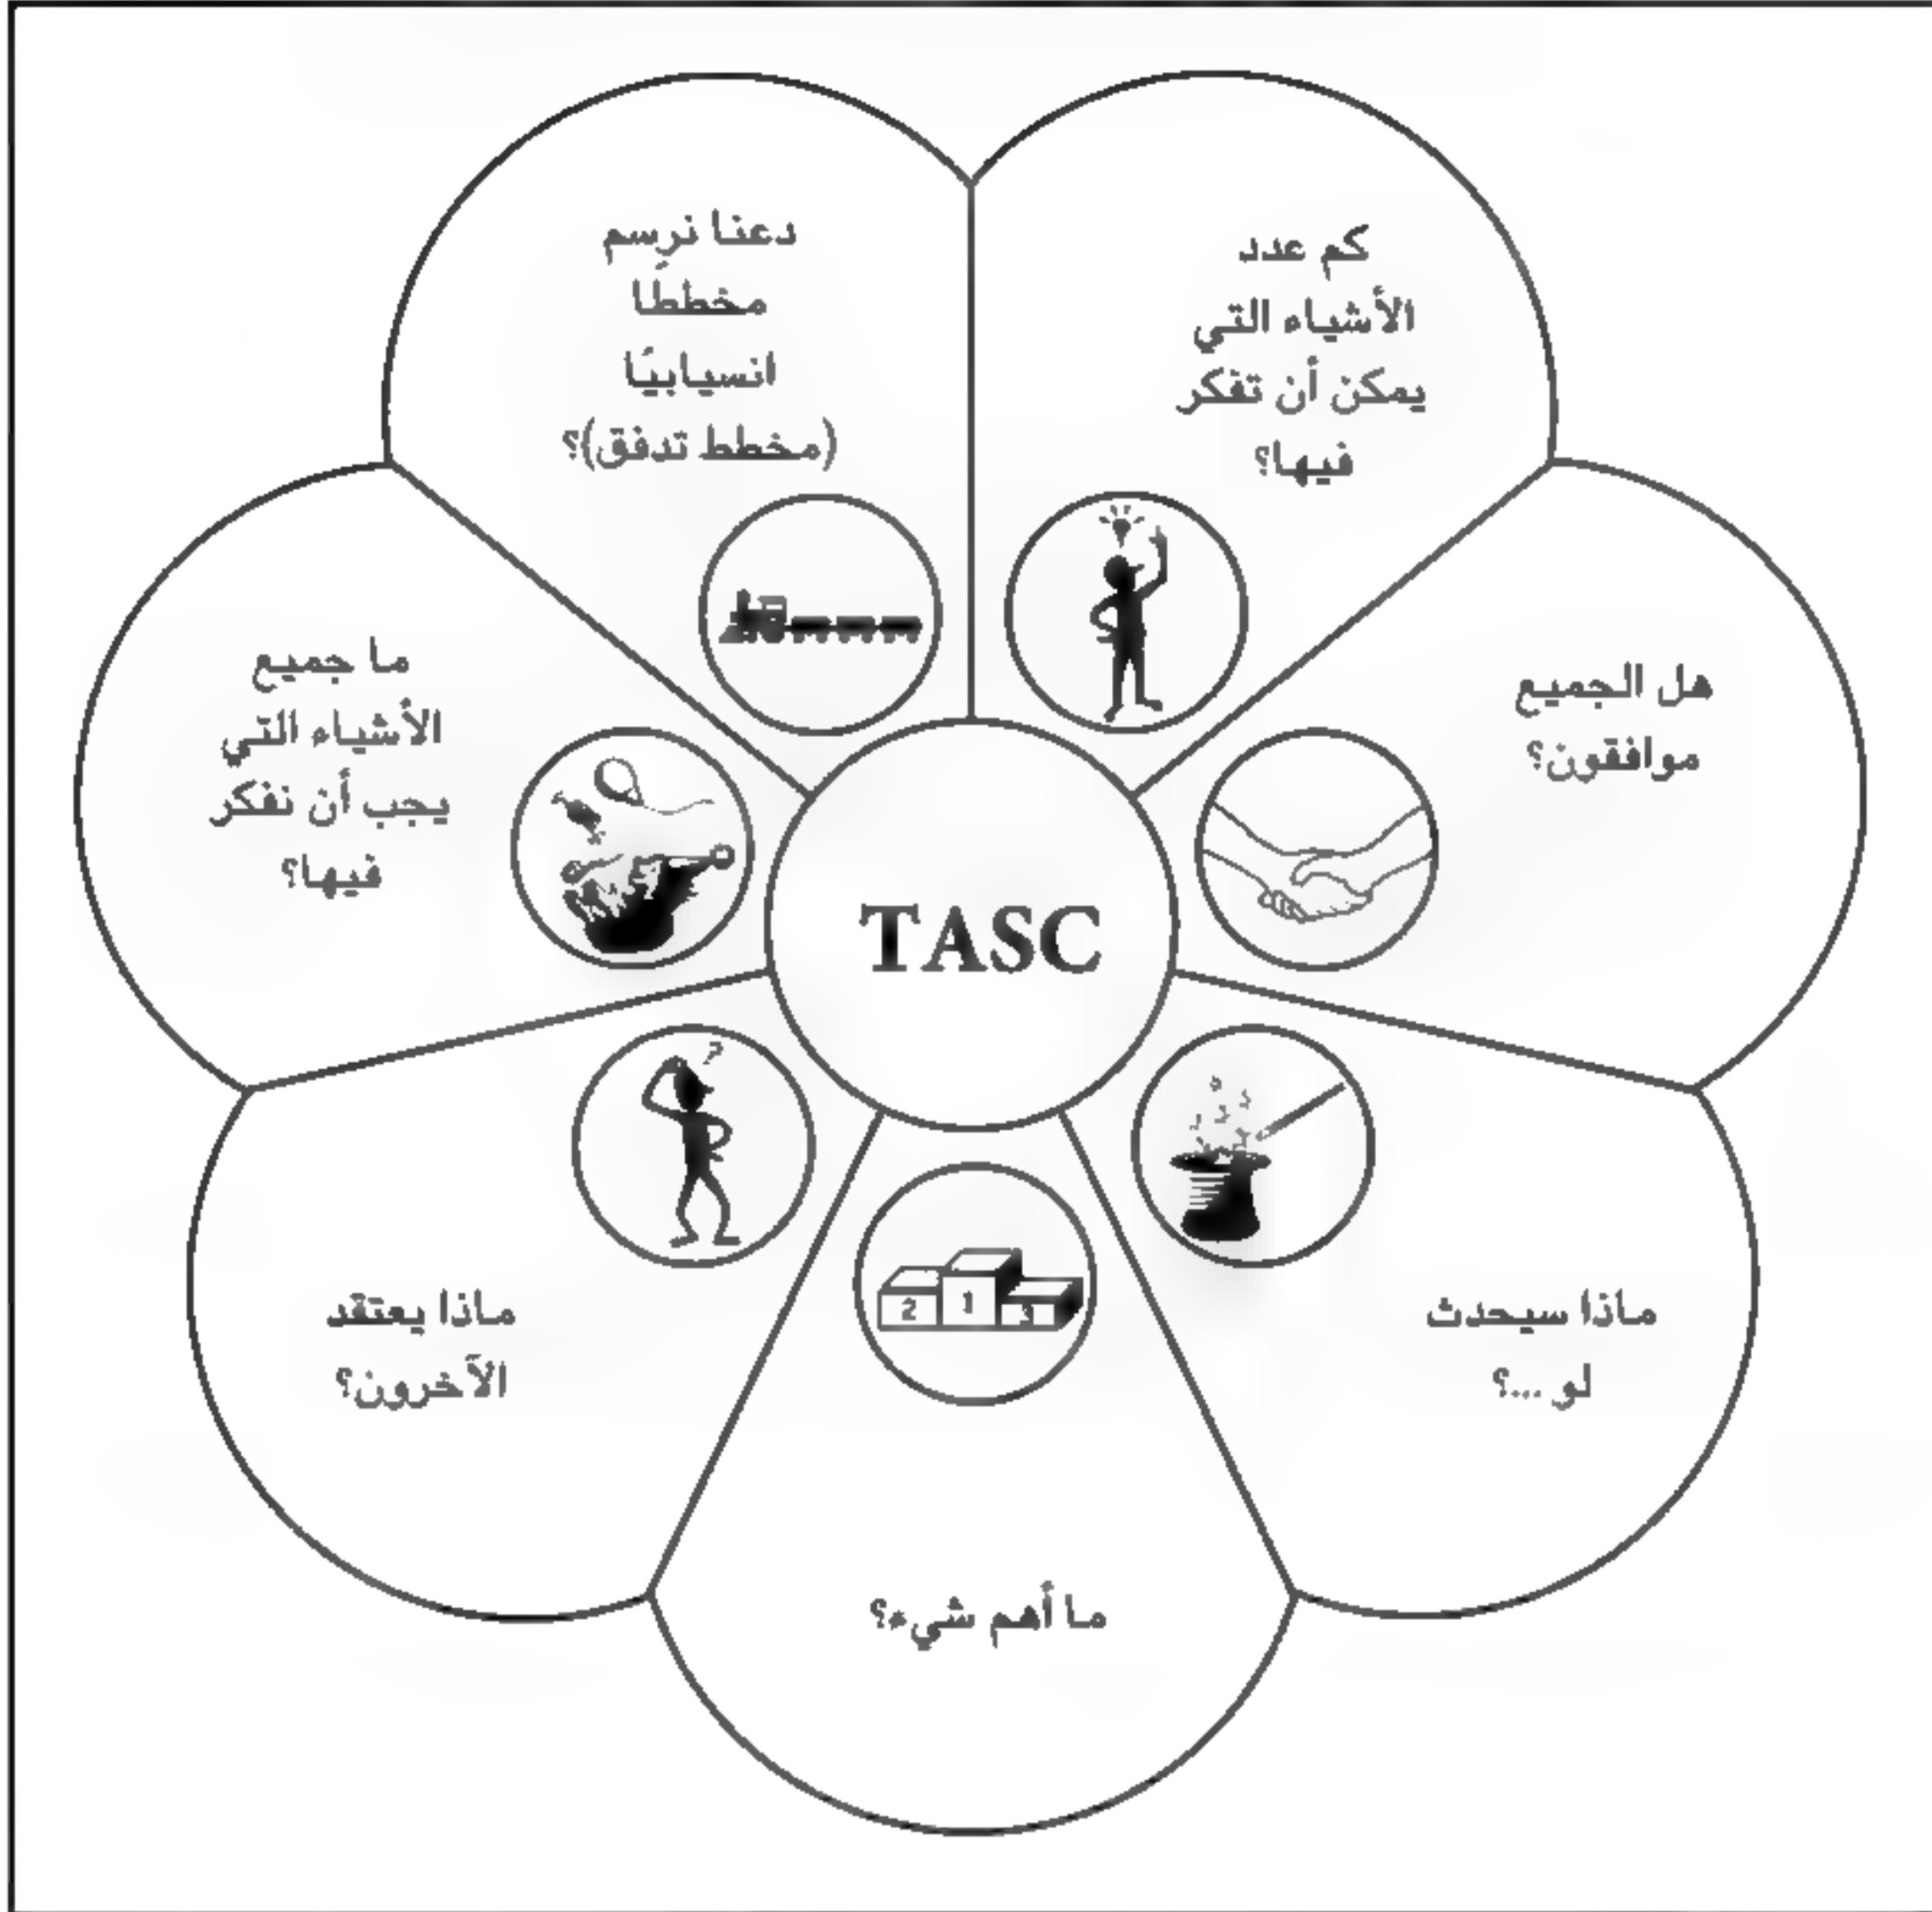 كم عدد
الأشياء التي
يمكن أن تفكر
فيها؟
هل الجميع
موافقون؟
ماذا سيحدث
لو ...؟
ما أهم شيء؟
ماذا يعتقد
الآخرون؟
ما جميع
الأشياء التي
يجب أن نفكر
فيها؟
دعنا نرسم
مخططًا
انسيابيًا
(مخطط تدفق)؟
TASC
?
2
1
3